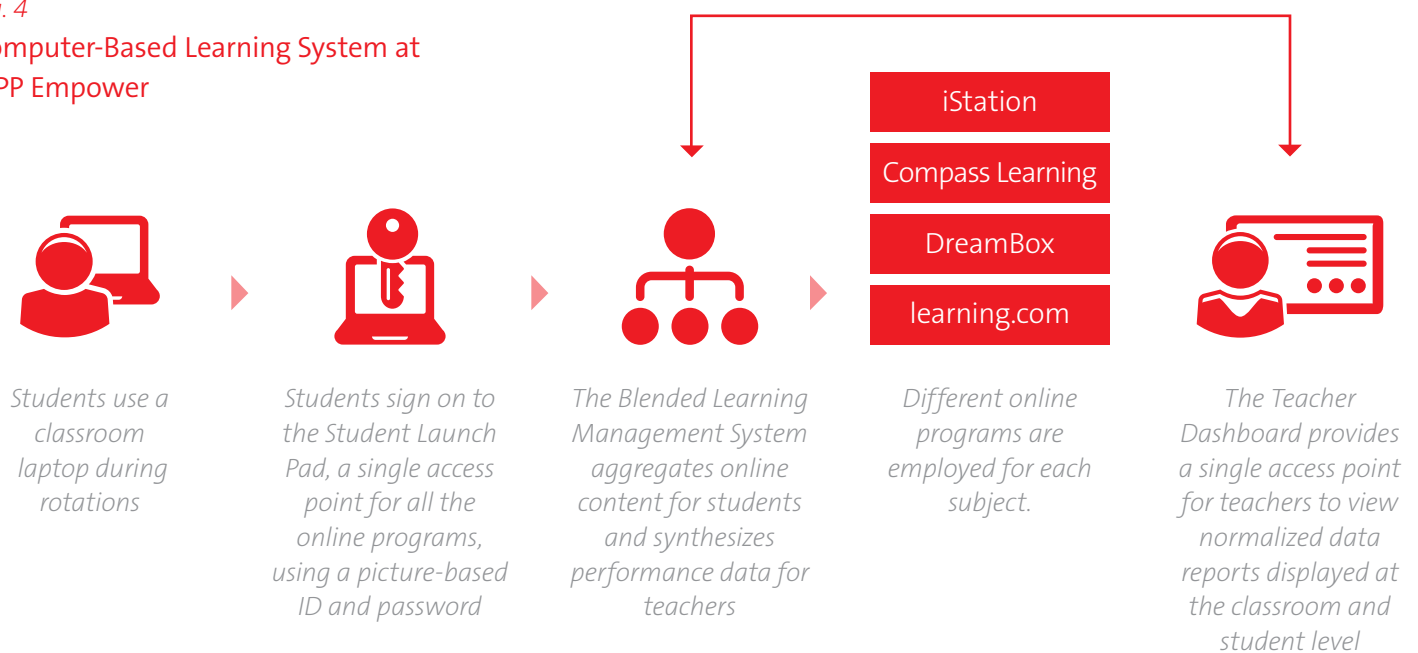 . 4
omputer-Based Learning System at
PP Empower
iStation
Compass Learning
DreamBox
learning.com
Students use a
classroom
laptop during
rotations
Students sign on to
the Student Launch
Pad, a single access
point for all the
online programs,
using a picture-based
ID and password
The Blended Learning
Management System
aggregates online
content for students
and synthesizes
performance data for
teachers
Different online
programs are
employed for each
subject.
The Teacher
Dashboard provides
a single access point
for teachers to view
normalized data
reports displayed at
the classroom and
student level